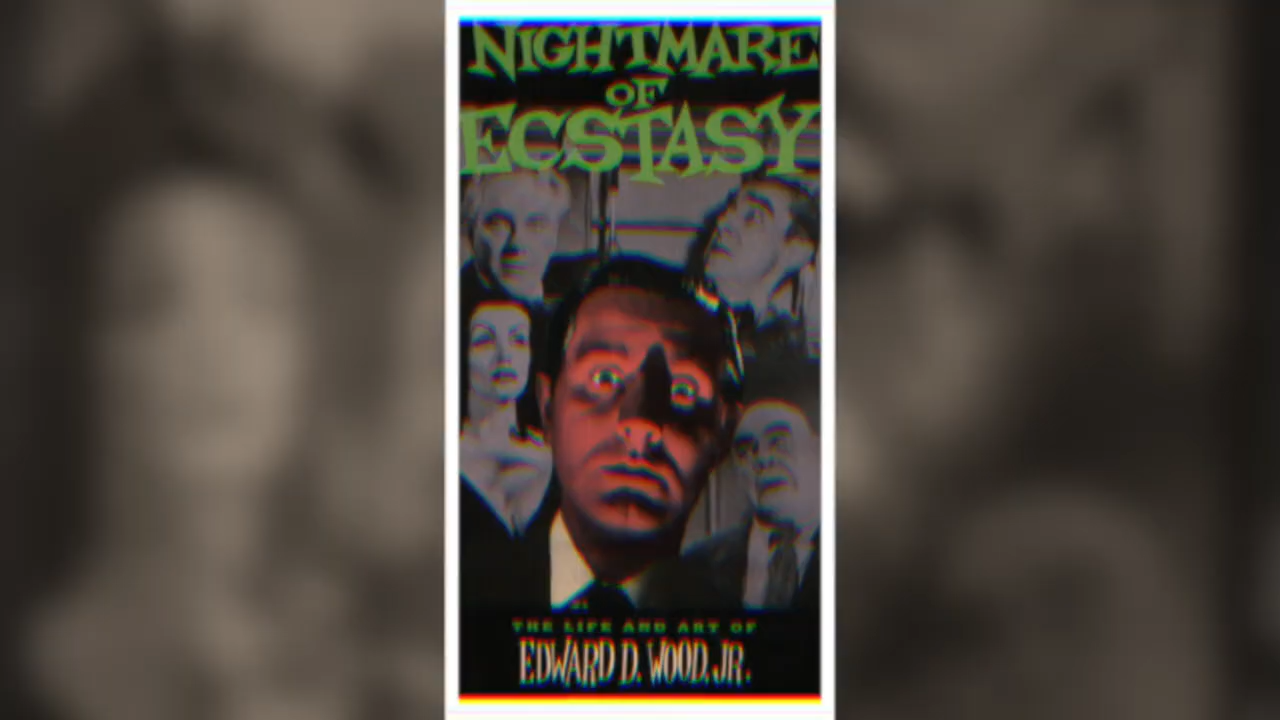 NIGHTMARE
OF
ECSTASY
THE LIFE AND ART OF
EDWARD D. WOOD, JR.